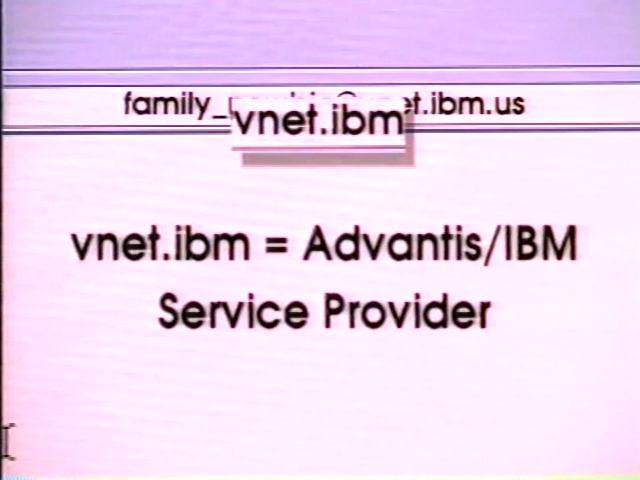 family_ et.ibm.us
vnet.ibm
vnet.ibm = Advantis/IBM
Service Provider